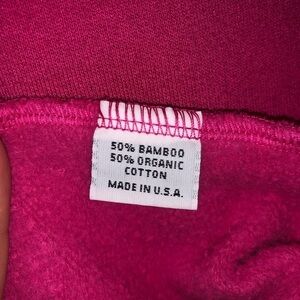 50% BAMBOO
50% ORGANIC
COTTON
MADE IN U.S.A.